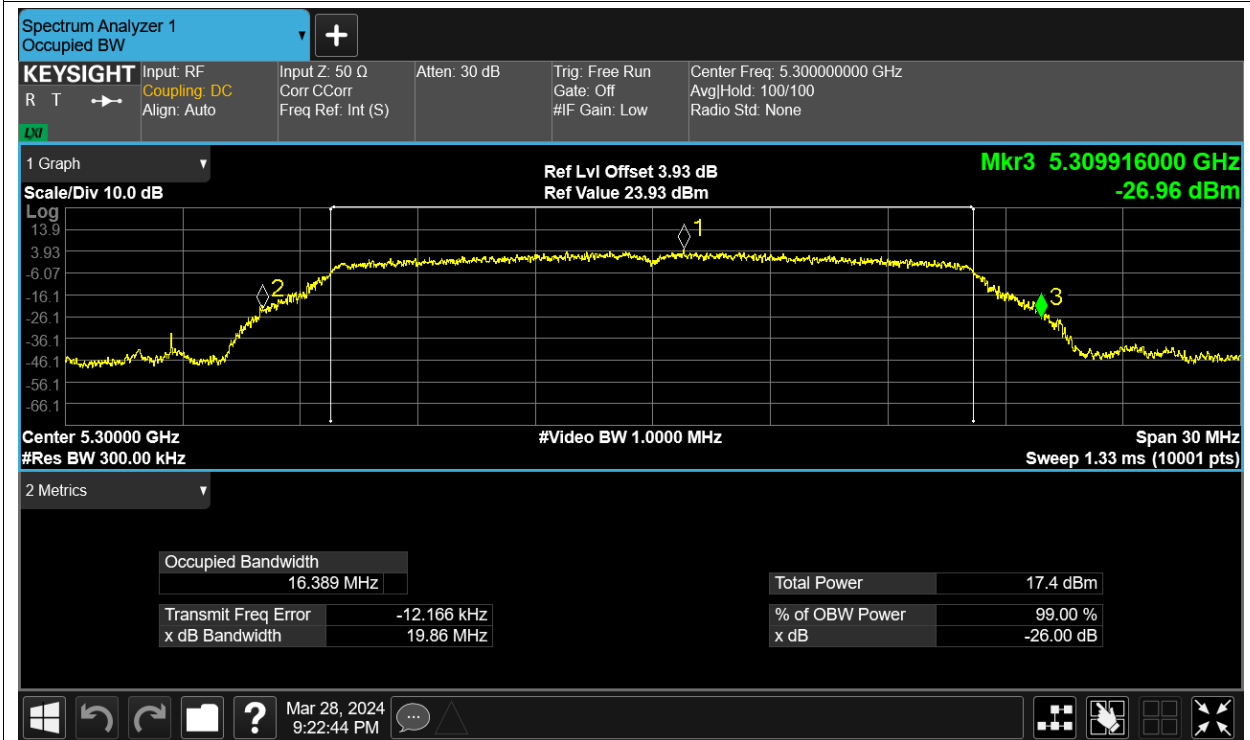 Spectrum Analyzer 1
Occupied BW
KEYSIGHT
R T
LXI
Input: RF
Coupling: DC
Align: Auto
Input Z: 50 Ω
Corr CCorr
Freq Ref: Int (S)
Atten: 30 dB
Trig: Free Run
Gate: Off
#IF Gain: Low
Center Freq: 5.300000000 GHz
Avg|Hold: 100/100
Radio Std: None
1 Graph
Scale/Div 10.0 dB
Ref Lvl Offset 3.93 dB
Ref Value 23.93 dBm
Mkr3 5.309916000 GHz
-26.96 dBm
Log
13.9
3.93
-6.07
-16.1
-26.1
-36.1
-46.1
-56.1
-66.1
1
2
3
Center 5.30000 GHz
#Res BW 300.00 kHz
#Video BW 1.0000 MHz
Span 30 MHz
Sweep 1.33 ms (10001 pts)
2 Metrics
Occupied Bandwidth
16.389 MHz
Transmit Freq Error -12.166 kHz
x dB Bandwidth 19.86 MHz
Total Power 17.4 dBm
% of OBW Power 99.00 %
x dB -26.00 dB
?
Mar 28, 2024
9:22:44 PM